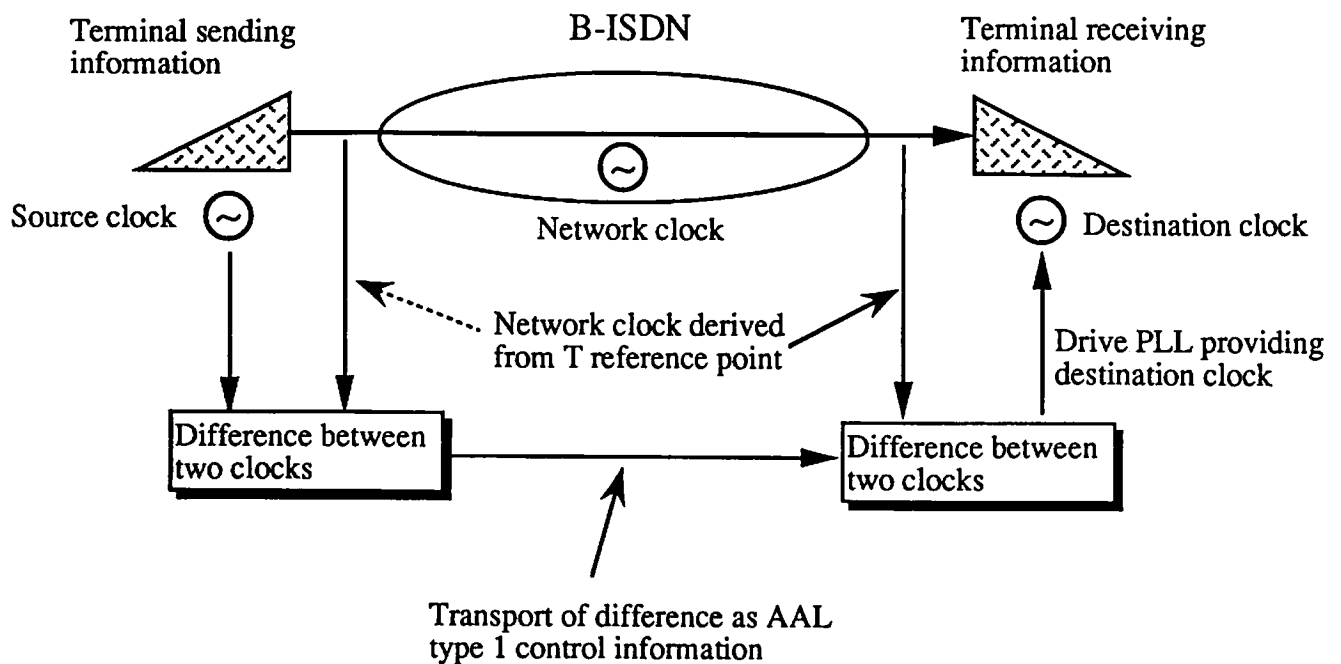 Terminal sending
information
B-ISDN
Terminal receiving
information
Source clock
~
~
Network clock
~
Destination clock
Network clock derived
from T reference point
Drive PLL providing
destination clock
Difference between
two clocks
Difference between
two clocks
Transport of difference as AAL
type 1 control information